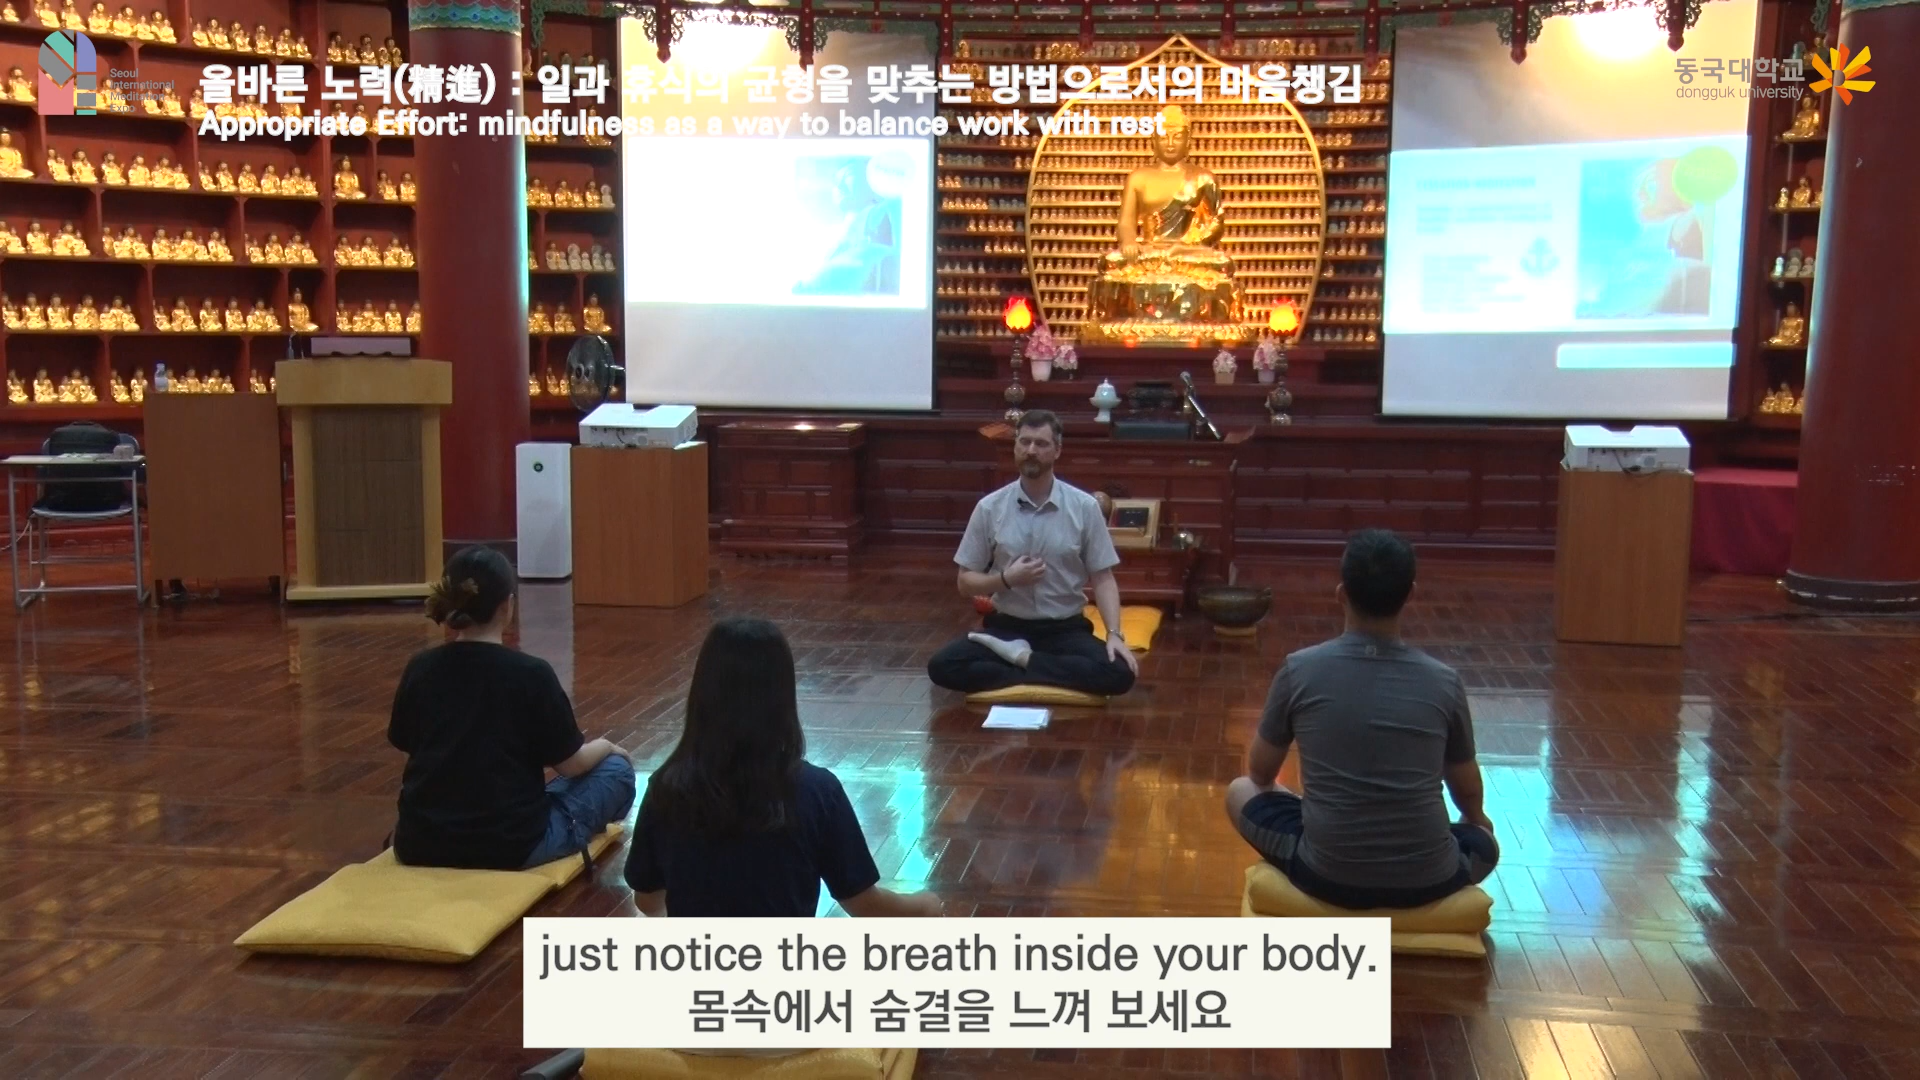 Seoul
International
Meditation
EXPO
올바른 노력(精進) : 일과 휴식의 균형을 맞추는 방법으로서의 마음챙김
Appropriate Effort: mindfulness as a way to balance work with rest
동국대학교
dongguk university
just notice the breath inside your body.
몸속에서 숨결을 느껴 보세요